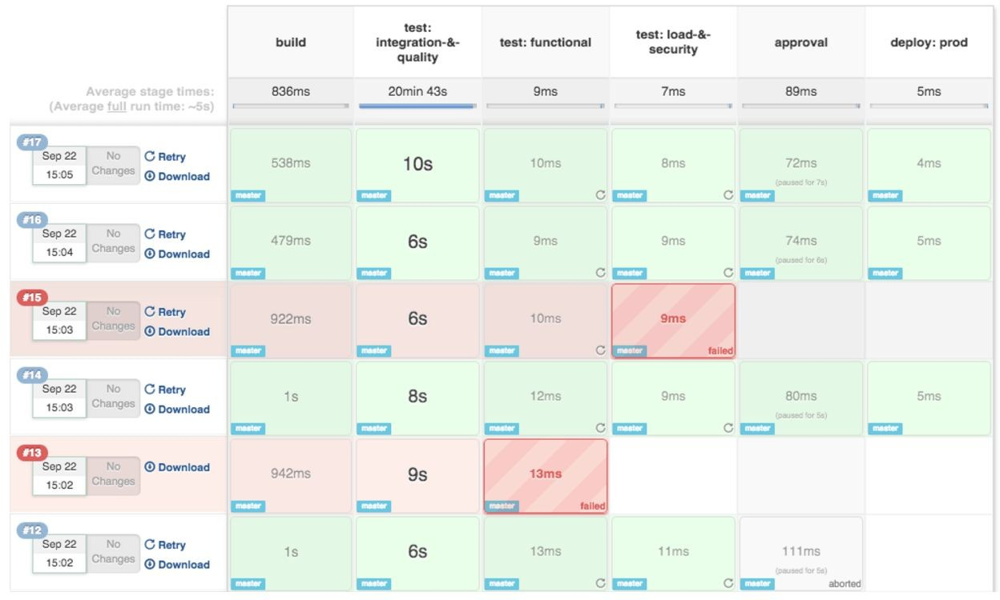 build
test:
integration-&-
quality
test: functional
test: load-&-
security
approval
deploy: prod
Average stage times:
(Average full run time: ~5s)
836ms
20min 43s
9ms
7ms
89ms
5ms
#17
Sep 22
15:05
No
Changes
Retry
Download
538ms
master
10s
master
10ms
master
8ms
master
72ms
(paused for 7s)
master
4ms
master
#16
Sep 22
15:04
No
Changes
Retry
Download
479ms
master
6s
master
9ms
master
9ms
master
74ms
(paused for 6s)
master
5ms
master
#15
Sep 22
15:03
No
Changes
Retry
Download
922ms
master
6s
master
10ms
master
9ms
master
failed
#14
Sep 22
15:03
No
Changes
Retry
Download
1s
master
8s
master
12ms
master
9ms
master
80ms
(paused for 5s)
master
5ms
master
#13
Sep 22
15:02
No
Changes
Download
942ms
master
9s
master
13ms
master
failed
#12
Sep 22
15:02
No
Changes
Retry
Download
1s
master
6s
master
13ms
master
11ms
master
111ms
(paused for 5s)
master
aborted